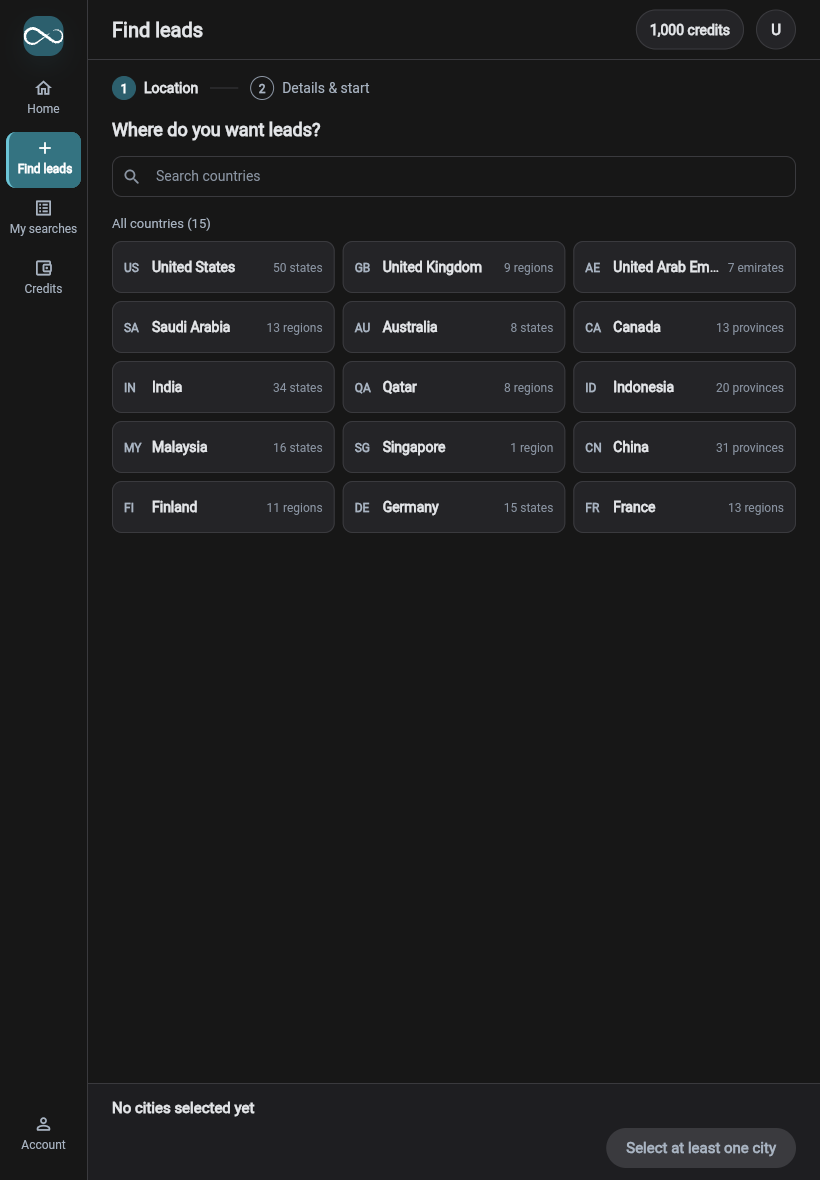 Find leads
1,000 credits
U
Home
Find leads
My searches
Credits
Account
1 Location
2 Details & start
Where do you want leads?
Search countries
All countries (15)
US United States 50 states
GB United Kingdom 9 regions
AE United Arab Em... 7 emirates
SA Saudi Arabia 13 regions
AU Australia 8 states
CA Canada 13 provinces
IN India 34 states
QA Qatar 8 regions
ID Indonesia 20 provinces
MY Malaysia 16 states
SG Singapore 1 region
CN China 31 provinces
FI Finland 11 regions
DE Germany 15 states
FR France 13 regions
No cities selected yet
Select at least one city